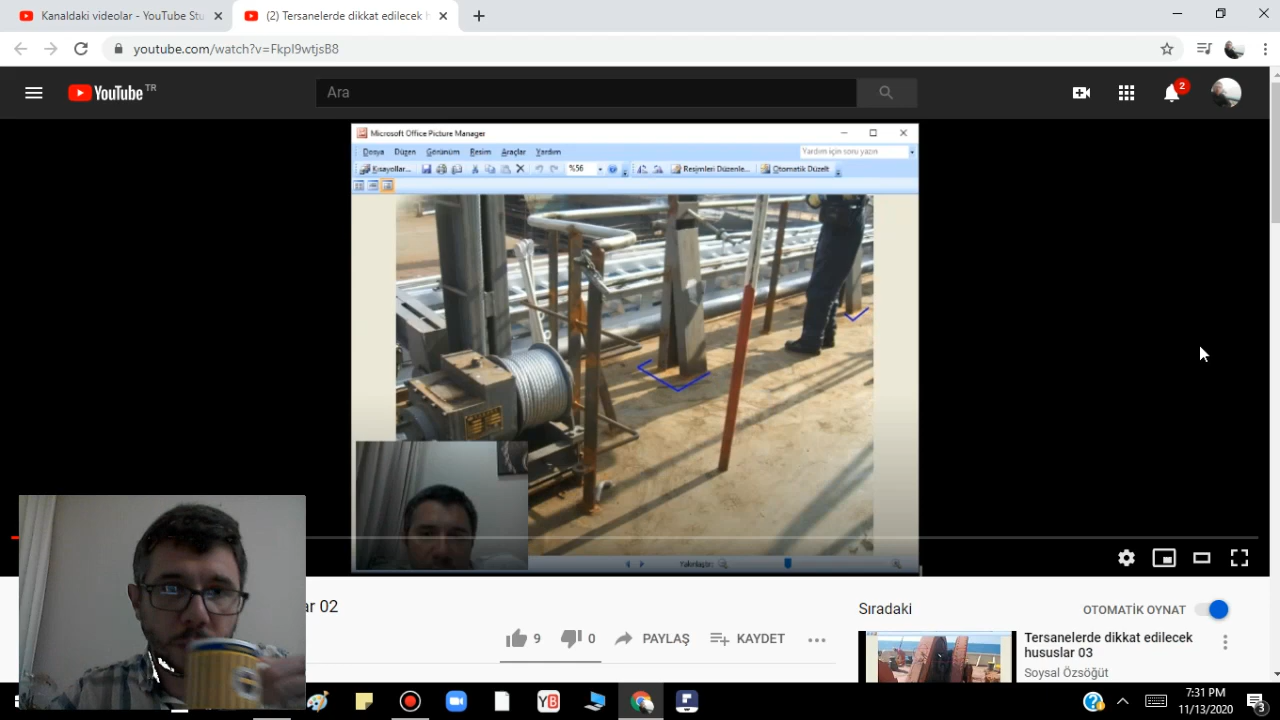 Kanaldaki videolar - YouTube Stu
(2) Tersanelerde dikkat edilecek h
youtube.com/watch?v=FkpI9wtjsB8
YouTube TR
Ara
2
Microsoft Office Picture Manager
Dosya Düzen Görünüm Resim Araçlar Yardım
Yardım için soru yazın
Kısayollar...
%56
Resimleri Düzenle...
Otomatik Düzelt
Yakınlaştır:
ar 02
9
0
PAYLAŞ
KAYDET
Sıradaki
OTOMATİK OYNAT
Tersanelerde dikkat edilecek
hususlar 03
Soysal Özsöğüt
7:31 PM
11/13/2020
3